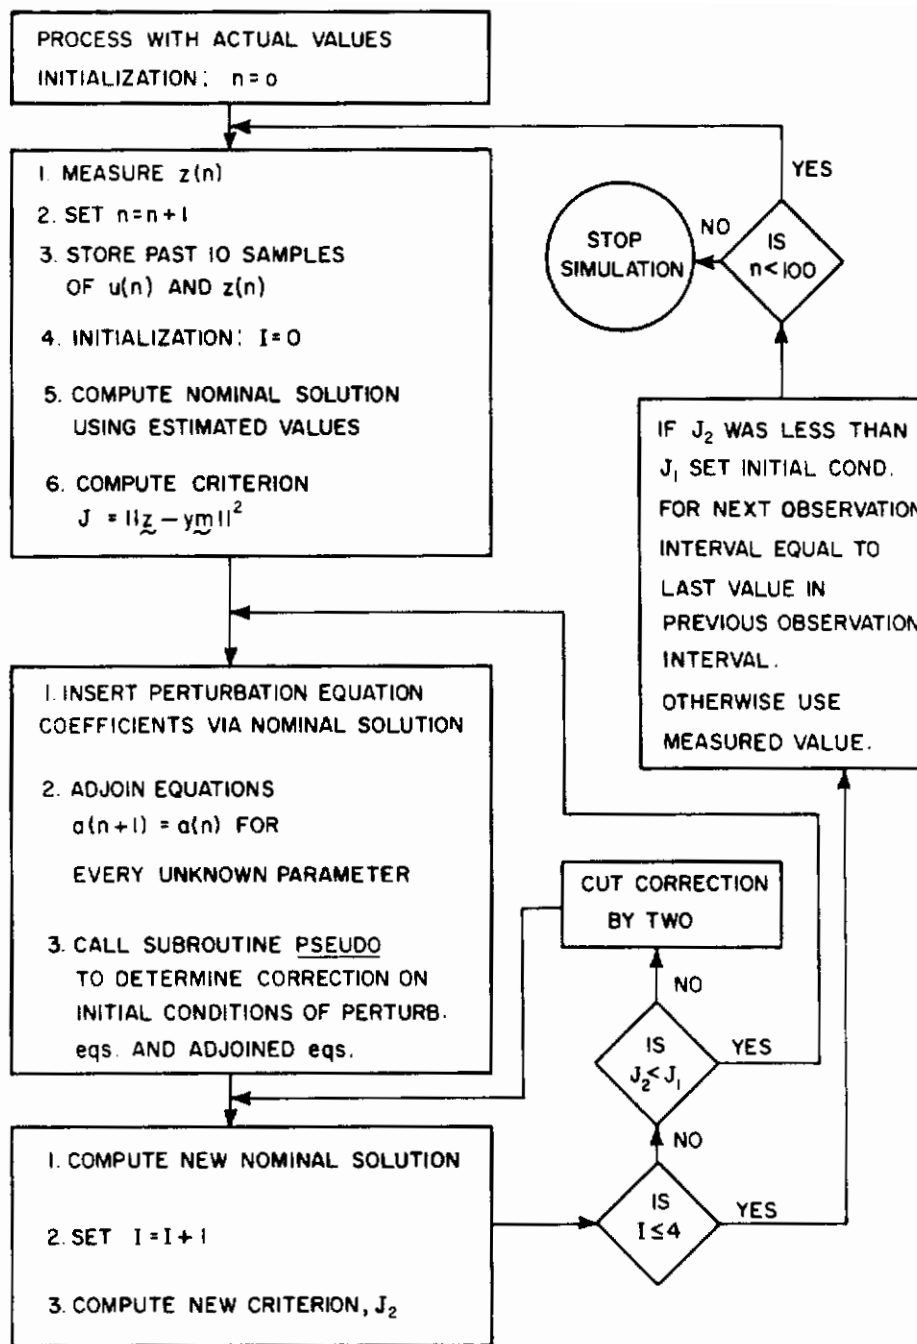 PROCESS WITH ACTUAL VALUES
INITIALIZATION: n=o
1. MEASURE z(n)
2. SET n=n+1
3. STORE PAST 10 SAMPLES
OF u(n) AND z(n)
4. INITIALIZATION: I=0
5. COMPUTE NOMINAL SOLUTION
USING ESTIMATED VALUES
6. COMPUTE CRITERION
J = ||z̰ – ym̰||²
1. INSERT PERTURBATION EQUATION
COEFFICIENTS VIA NOMINAL SOLUTION
2. ADJOIN EQUATIONS
a(n+1) = a(n) FOR
EVERY UNKNOWN PARAMETER
3. CALL SUBROUTINE PSEUDO
TO DETERMINE CORRECTION ON
INITIAL CONDITIONS OF PERTURB.
eqs. AND ADJOINED eqs.
1. COMPUTE NEW NOMINAL SOLUTION
2. SET I=I+1
3. COMPUTE NEW CRITERION, J₂
IS
I≤4
YES
NO
IS
J₂<J₁
YES
NO
CUT CORRECTION
BY TWO
IF J₂ WAS LESS THAN
J₁ SET INITIAL COND.
FOR NEXT OBSERVATION
INTERVAL EQUAL TO
LAST VALUE IN
PREVIOUS OBSERVATION
INTERVAL.
OTHERWISE USE
MEASURED VALUE.
IS
n<100
YES
NO
STOP
SIMULATION